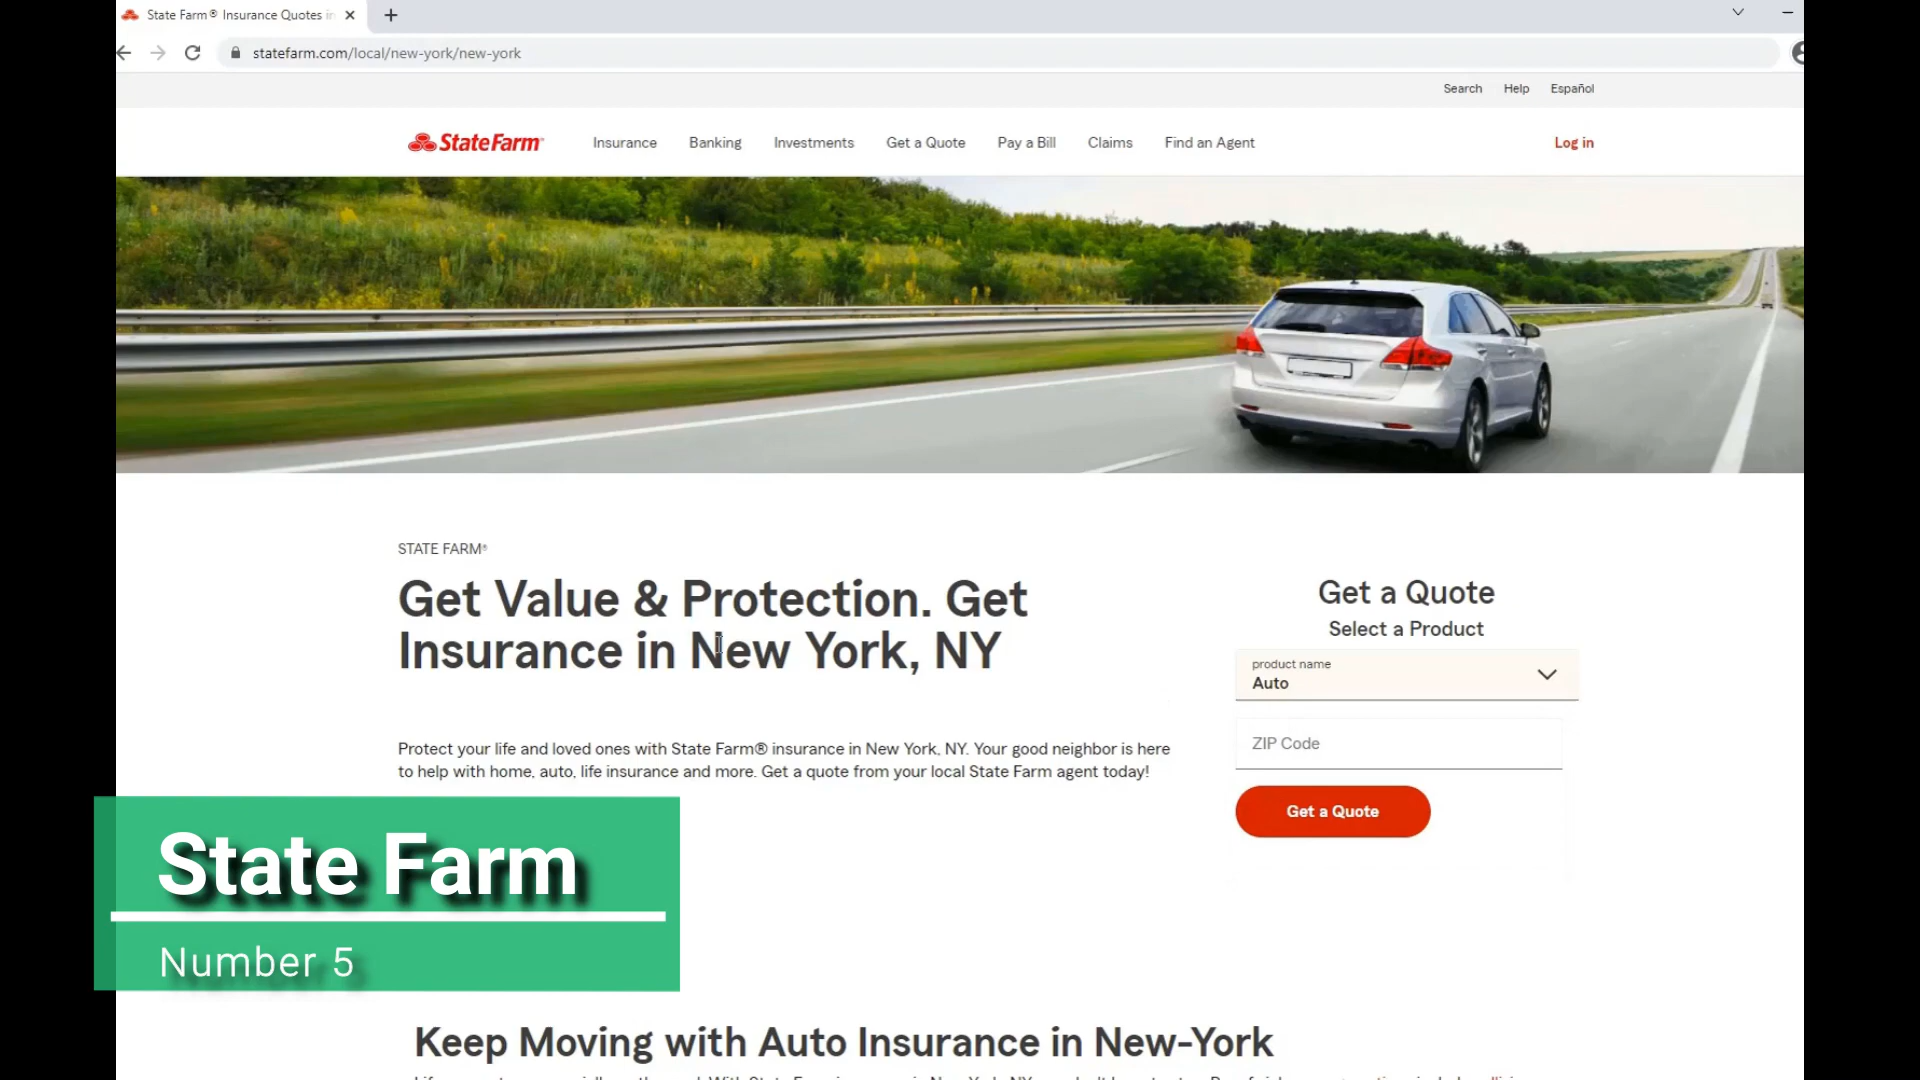 State Farm® Insurance Quotes in
statefarm.com/local/new-york/new-york
Search Help Español
StateFarm Insurance Banking Investments Get a Quote Pay a Bill Claims Find an Agent Log in
STATE FARM®
Get Value & Protection. Get
Insurance in New York, NY
Protect your life and loved ones with State Farm® insurance in New York, NY. Your good neighbor is here
to help with home, auto, life insurance and more. Get a quote from your local State Farm agent today!
Get a Quote
Select a Product
product name
Auto
ZIP Code
Get a Quote
State Farm
Number 5
Keep Moving with Auto Insurance in New-York